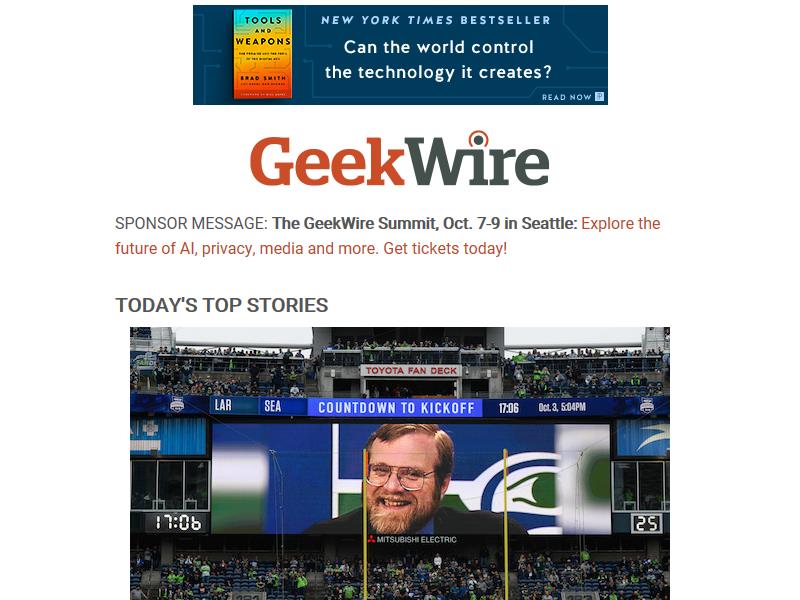 TOOLS
AND
WEAPONS
BRAD SMITH
NEW YORK TIMES BESTSELLER
Can the world control
the technology it creates?
READ NOW
GeekWire
SPONSOR MESSAGE: The GeekWire Summit, Oct. 7-9 in Seattle: Explore the
future of AI, privacy, media and more. Get tickets today!
TODAY'S TOP STORIES
TOYOTA FAN DECK
LAR SEA COUNTDOWN TO KICKOFF 17:06 Oct. 3, 5:04PM
17:06
25
MITSUBISHI ELECTRIC